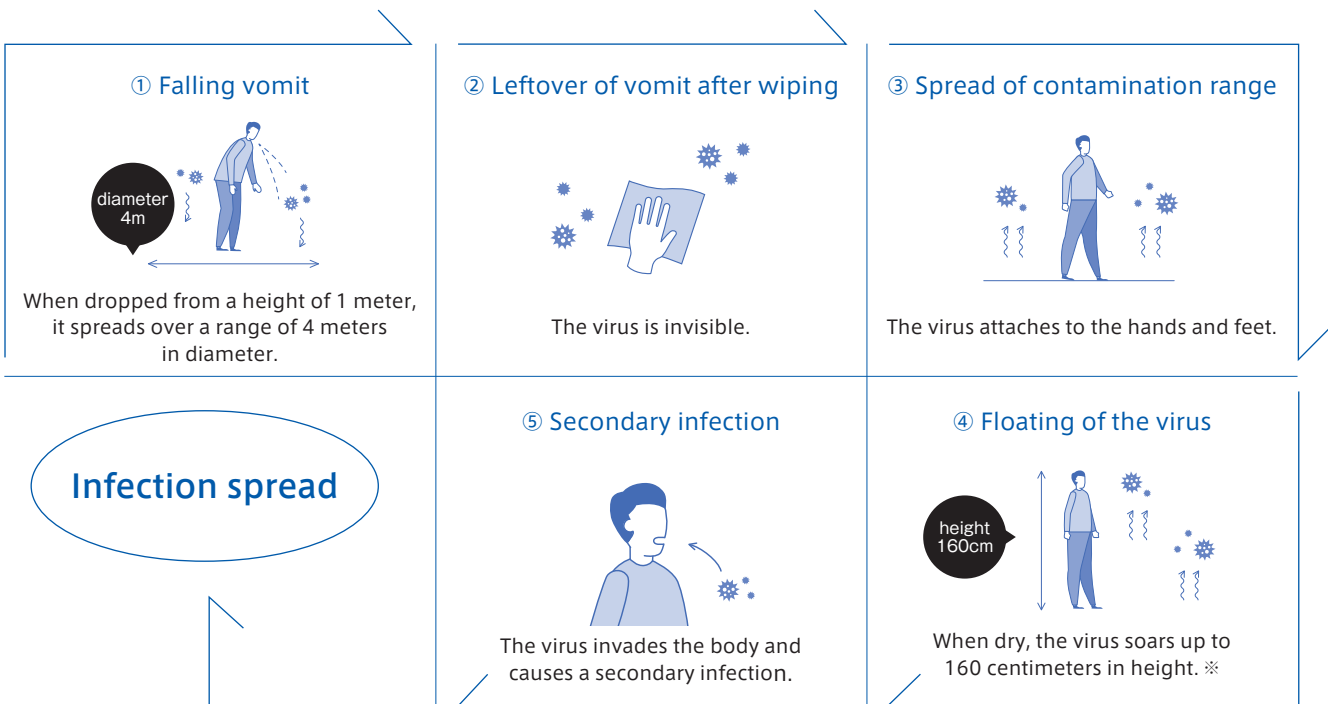 ① Falling vomit
diameter
4m
When dropped from a height of 1 meter,
it spreads over a range of 4 meters
in diameter.
② Leftover of vomit after wiping
The virus is invisible.
③ Spread of contamination range
The virus attaches to the hands and feet.
④ Floating of the virus
height
160cm
When dry, the virus soars up to
160 centimeters in height. ※
⑤ Secondary infection
The virus invades the body and
causes a secondary infection.
Infection spread